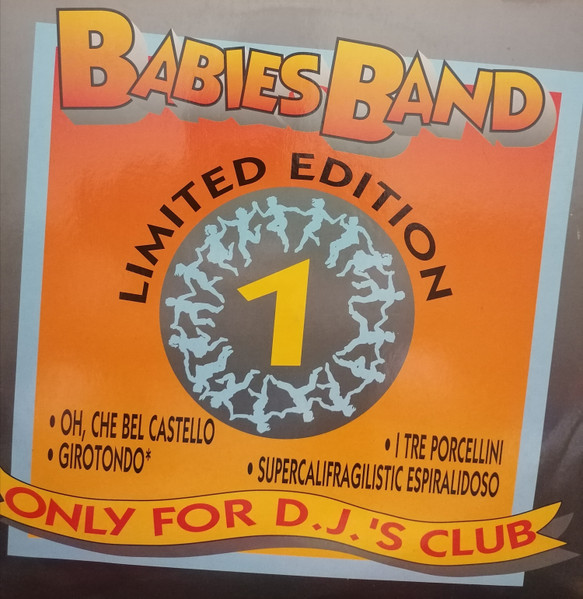 BABIES BAND
LIMITED EDITION
1
• OH, CHE BEL CASTELLO
• GIROTONDO*
• I TRE PORCELLINI
• SUPERCALIFRAGILISTIC ESPIRALIDOSO
ONLY FOR D.J.'S CLUB